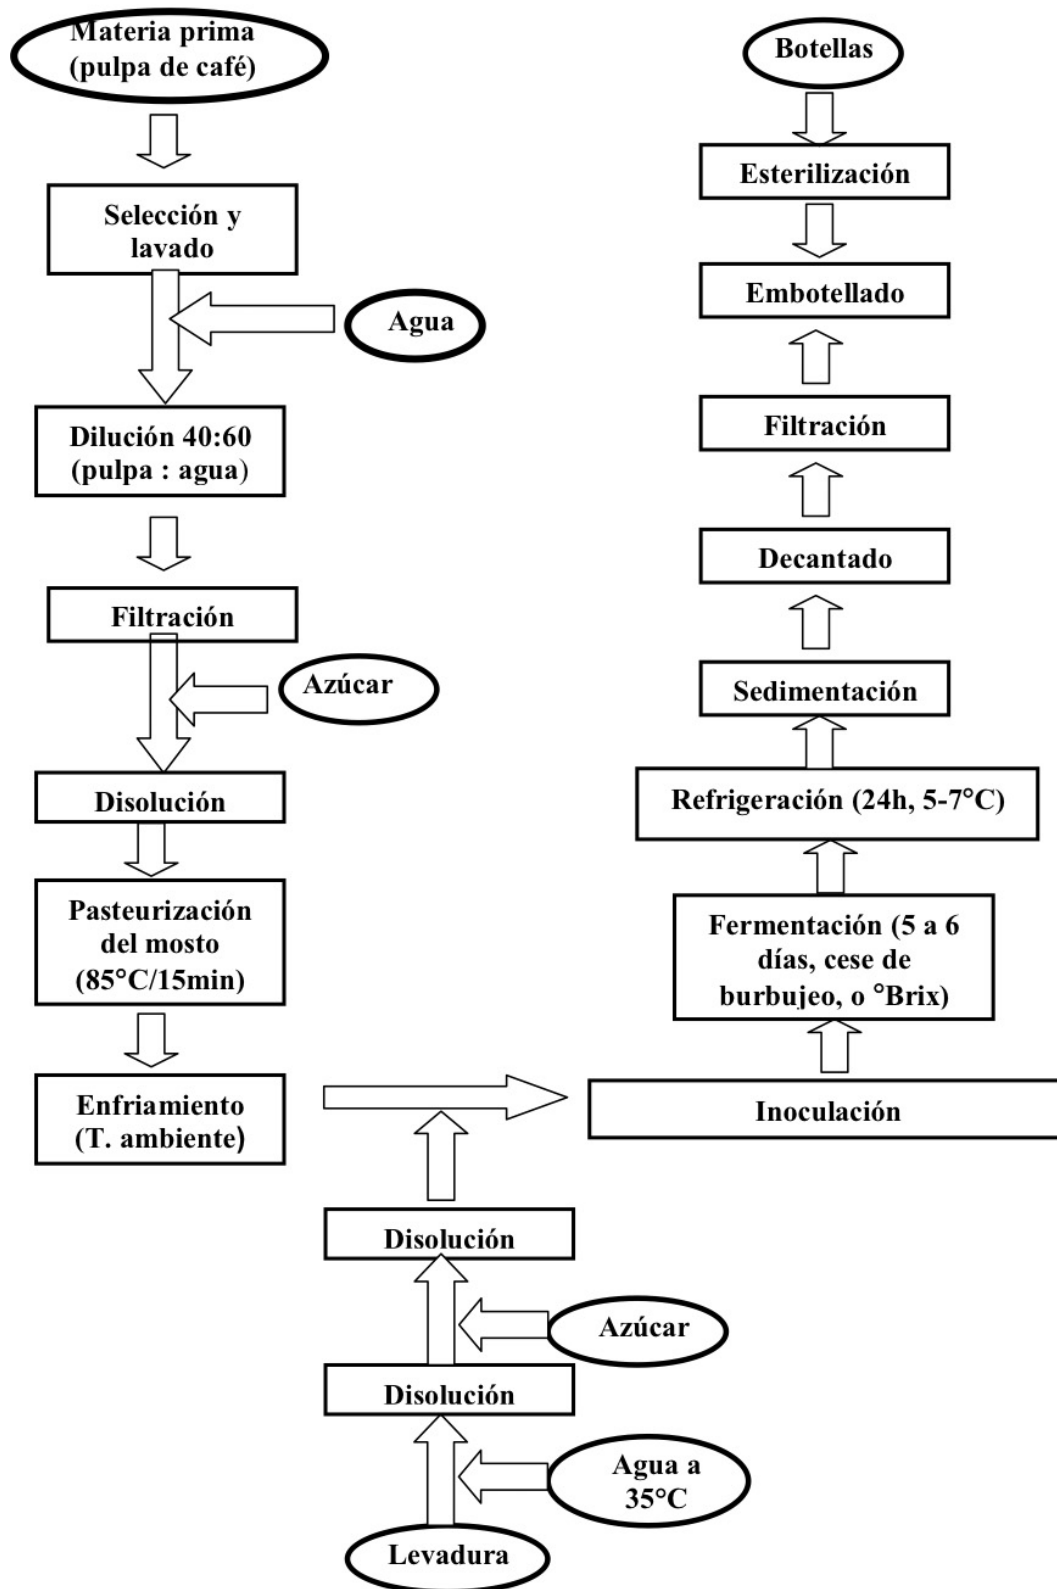 Materia prima
(pulpa de café)
Selección y
lavado
Agua
Dilución 40:60
(pulpa : agua)
Filtración
Azúcar
Disolución
Pasteurización
del mosto
(85°C/15min)
Enfriamiento
(T. ambiente)
Levadura
Agua a
35°C
Disolución
Azúcar
Disolución
Inoculación
Fermentación (5 a 6
días, cese de
burbujeo, o °Brix)
Refrigeración (24h, 5-7°C)
Sedimentación
Decantado
Filtración
Botellas
Esterilización
Embotellado